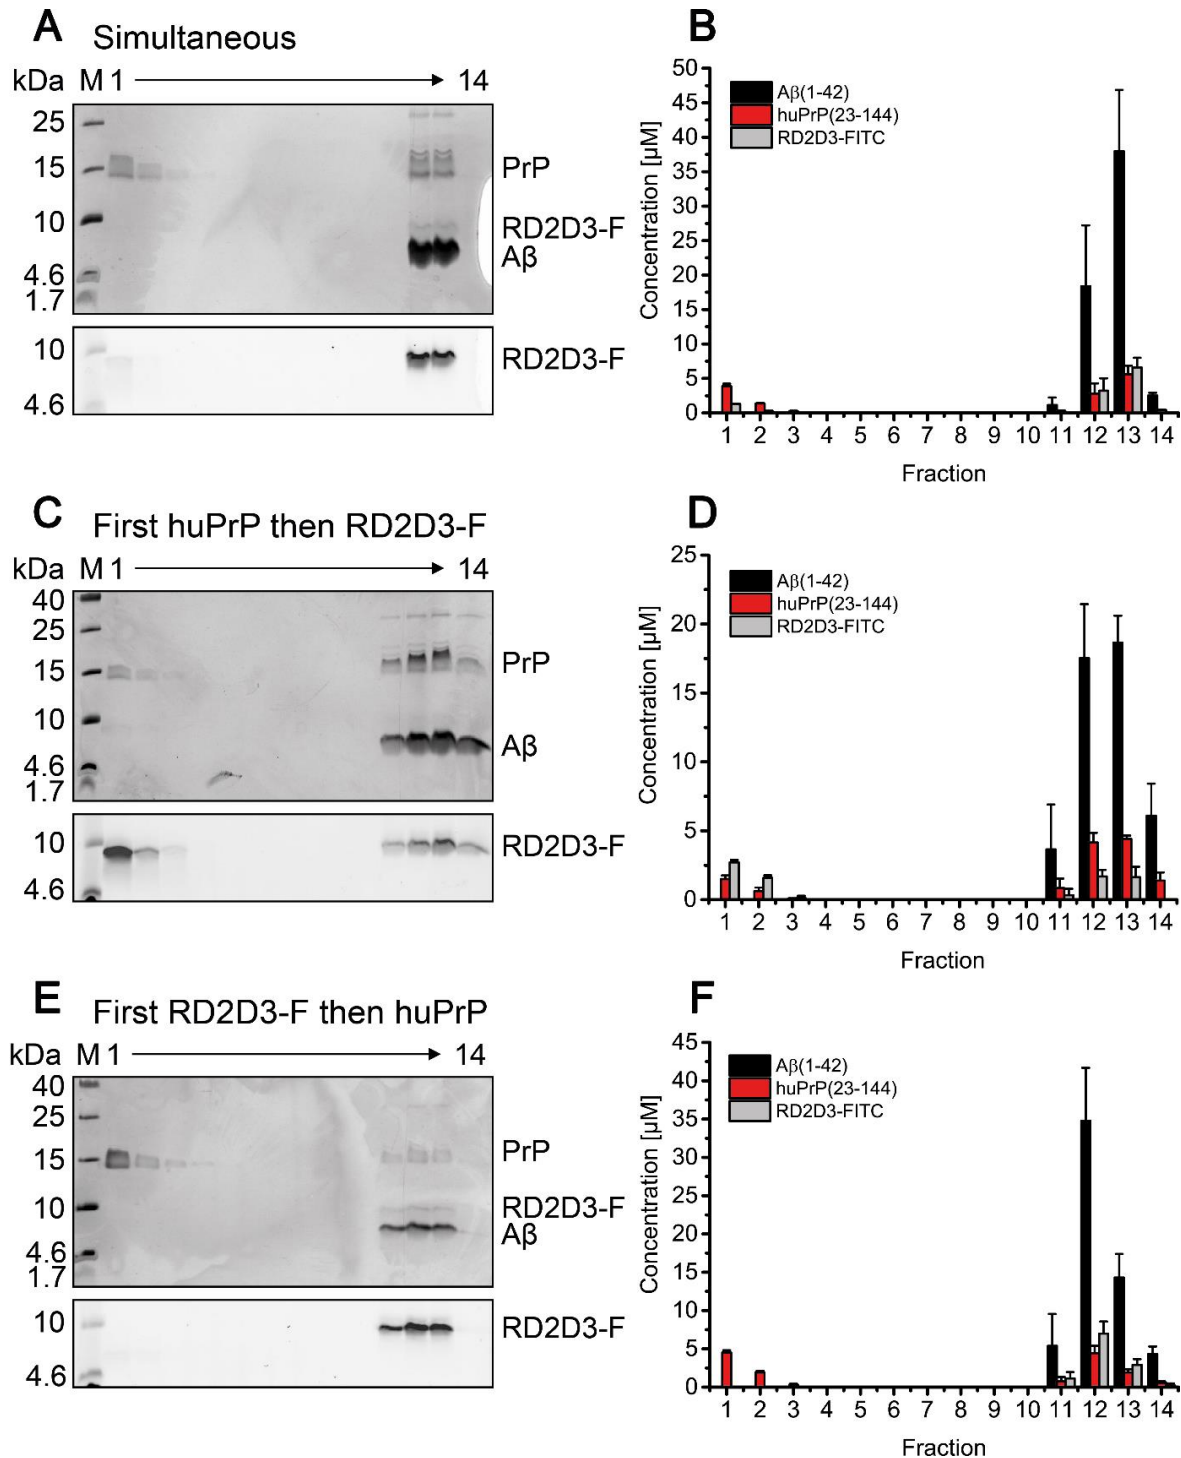 A Simultaneous
kDa M 1 14
25
15 PrP
10 RD2D3-F
Aβ
4.6
1.7
10 RD2D3-F
4.6
B
50
45
40
35
30
25
20
15
10
5
0
Concentration [µM]
Aβ(1-42)
huPrP(23-144)
RD2D3-FITC
1 2 3 4 5 6 7 8 9 10 11 12 13 14
Fraction
C First huPrP then RD2D3-F
kDa M 1 14
40
25
15 PrP
10
Aβ
4.6
1.7
10 RD2D3-F
4.6
D
25
20
15
10
5
0
Concentration [µM]
Aβ(1-42)
huPrP(23-144)
RD2D3-FITC
1 2 3 4 5 6 7 8 9 10 11 12 13 14
Fraction
E First RD2D3-F then huPrP
kDa M 1 14
40
25
15 PrP
10 RD2D3-F
Aβ
4.6
1.7
10 RD2D3-F
4.6
F
45
40
35
30
25
20
15
10
5
0
Concentration [µM]
Aβ(1-42)
huPrP(23-144)
RD2D3-FITC
1 2 3 4 5 6 7 8 9 10 11 12 13 14
Fraction